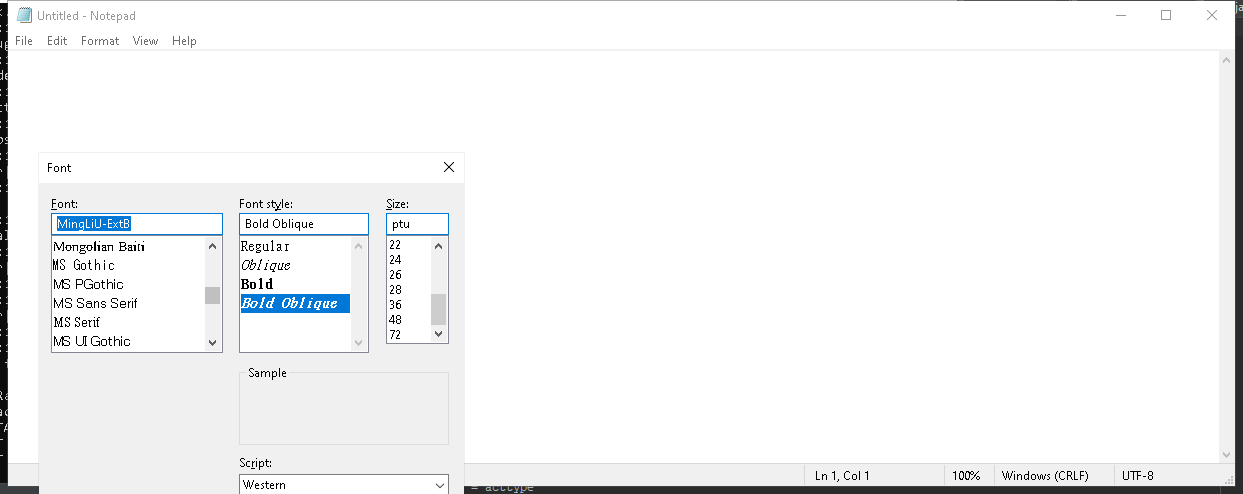 Untitled - Notepad
File Edit Format View Help
Font
Font: Font style: Size:
MingLiU-ExtB Bold Oblique ptu
Mongolian Baiti
MS Gothic
MS PGothic
MS Sans Serif
MS Serif
MS UI Gothic
Regular
Oblique
Bold
Bold Oblique
22
24
26
28
36
48
72
Sample
Script:
Western
Ln 1, Col 1 100% Windows (CRLF) UTF-8
= acctype